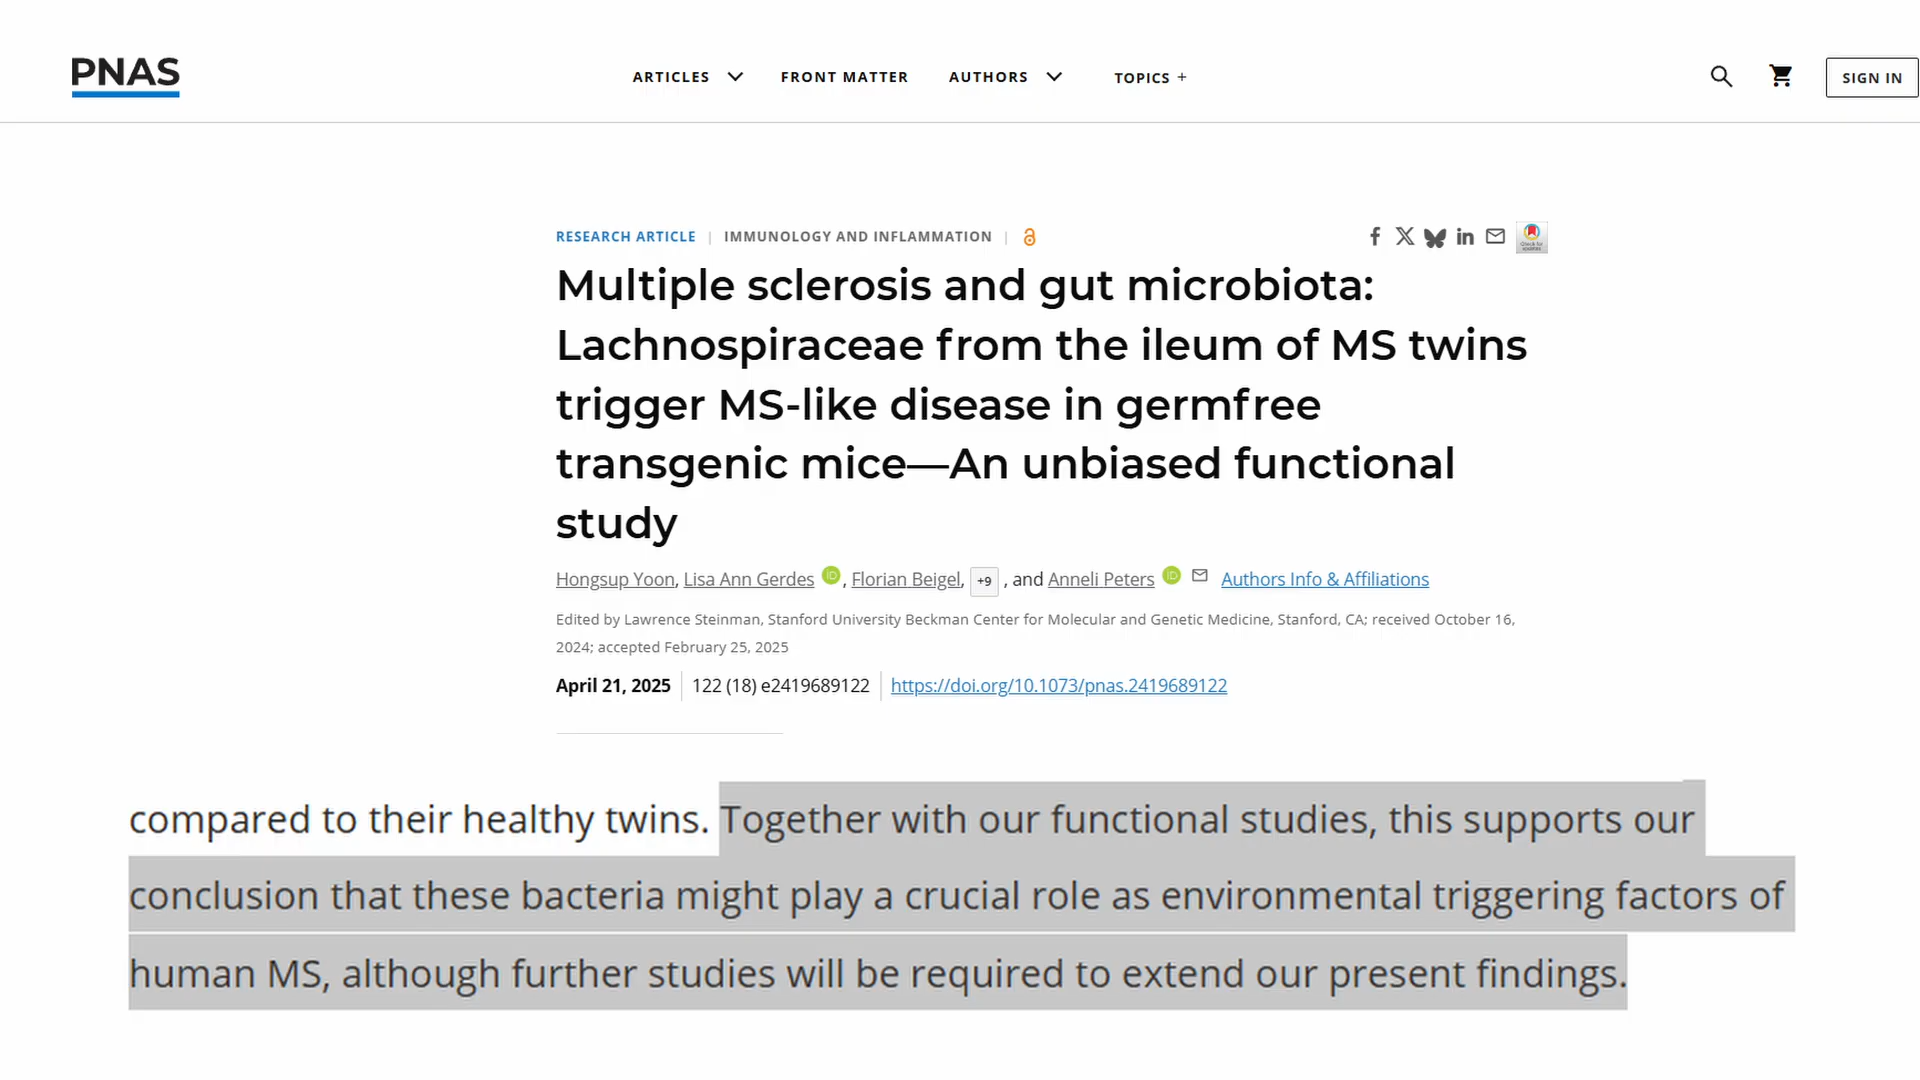 PNAS
ARTICLES FRONT MATTER AUTHORS TOPICS + SIGN IN
RESEARCH ARTICLE | IMMUNOLOGY AND INFLAMMATION |
Check for updates
Multiple sclerosis and gut microbiota:
Lachnospiraceae from the ileum of MS twins
trigger MS-like disease in germfree
transgenic mice—An unbiased functional
study
Hongsup Yoon, Lisa Ann Gerdes iD, Florian Beigel, +9, and Anneli Peters iD Authors Info & Affiliations
Edited by Lawrence Steinman, Stanford University Beckman Center for Molecular and Genetic Medicine, Stanford, CA; received October 16,
2024; accepted February 25, 2025
April 21, 2025 | 122 (18) e2419689122 | https://doi.org/10.1073/pnas.2419689122
compared to their healthy twins. Together with our functional studies, this supports our
conclusion that these bacteria might play a crucial role as environmental triggering factors of
human MS, although further studies will be required to extend our present findings.